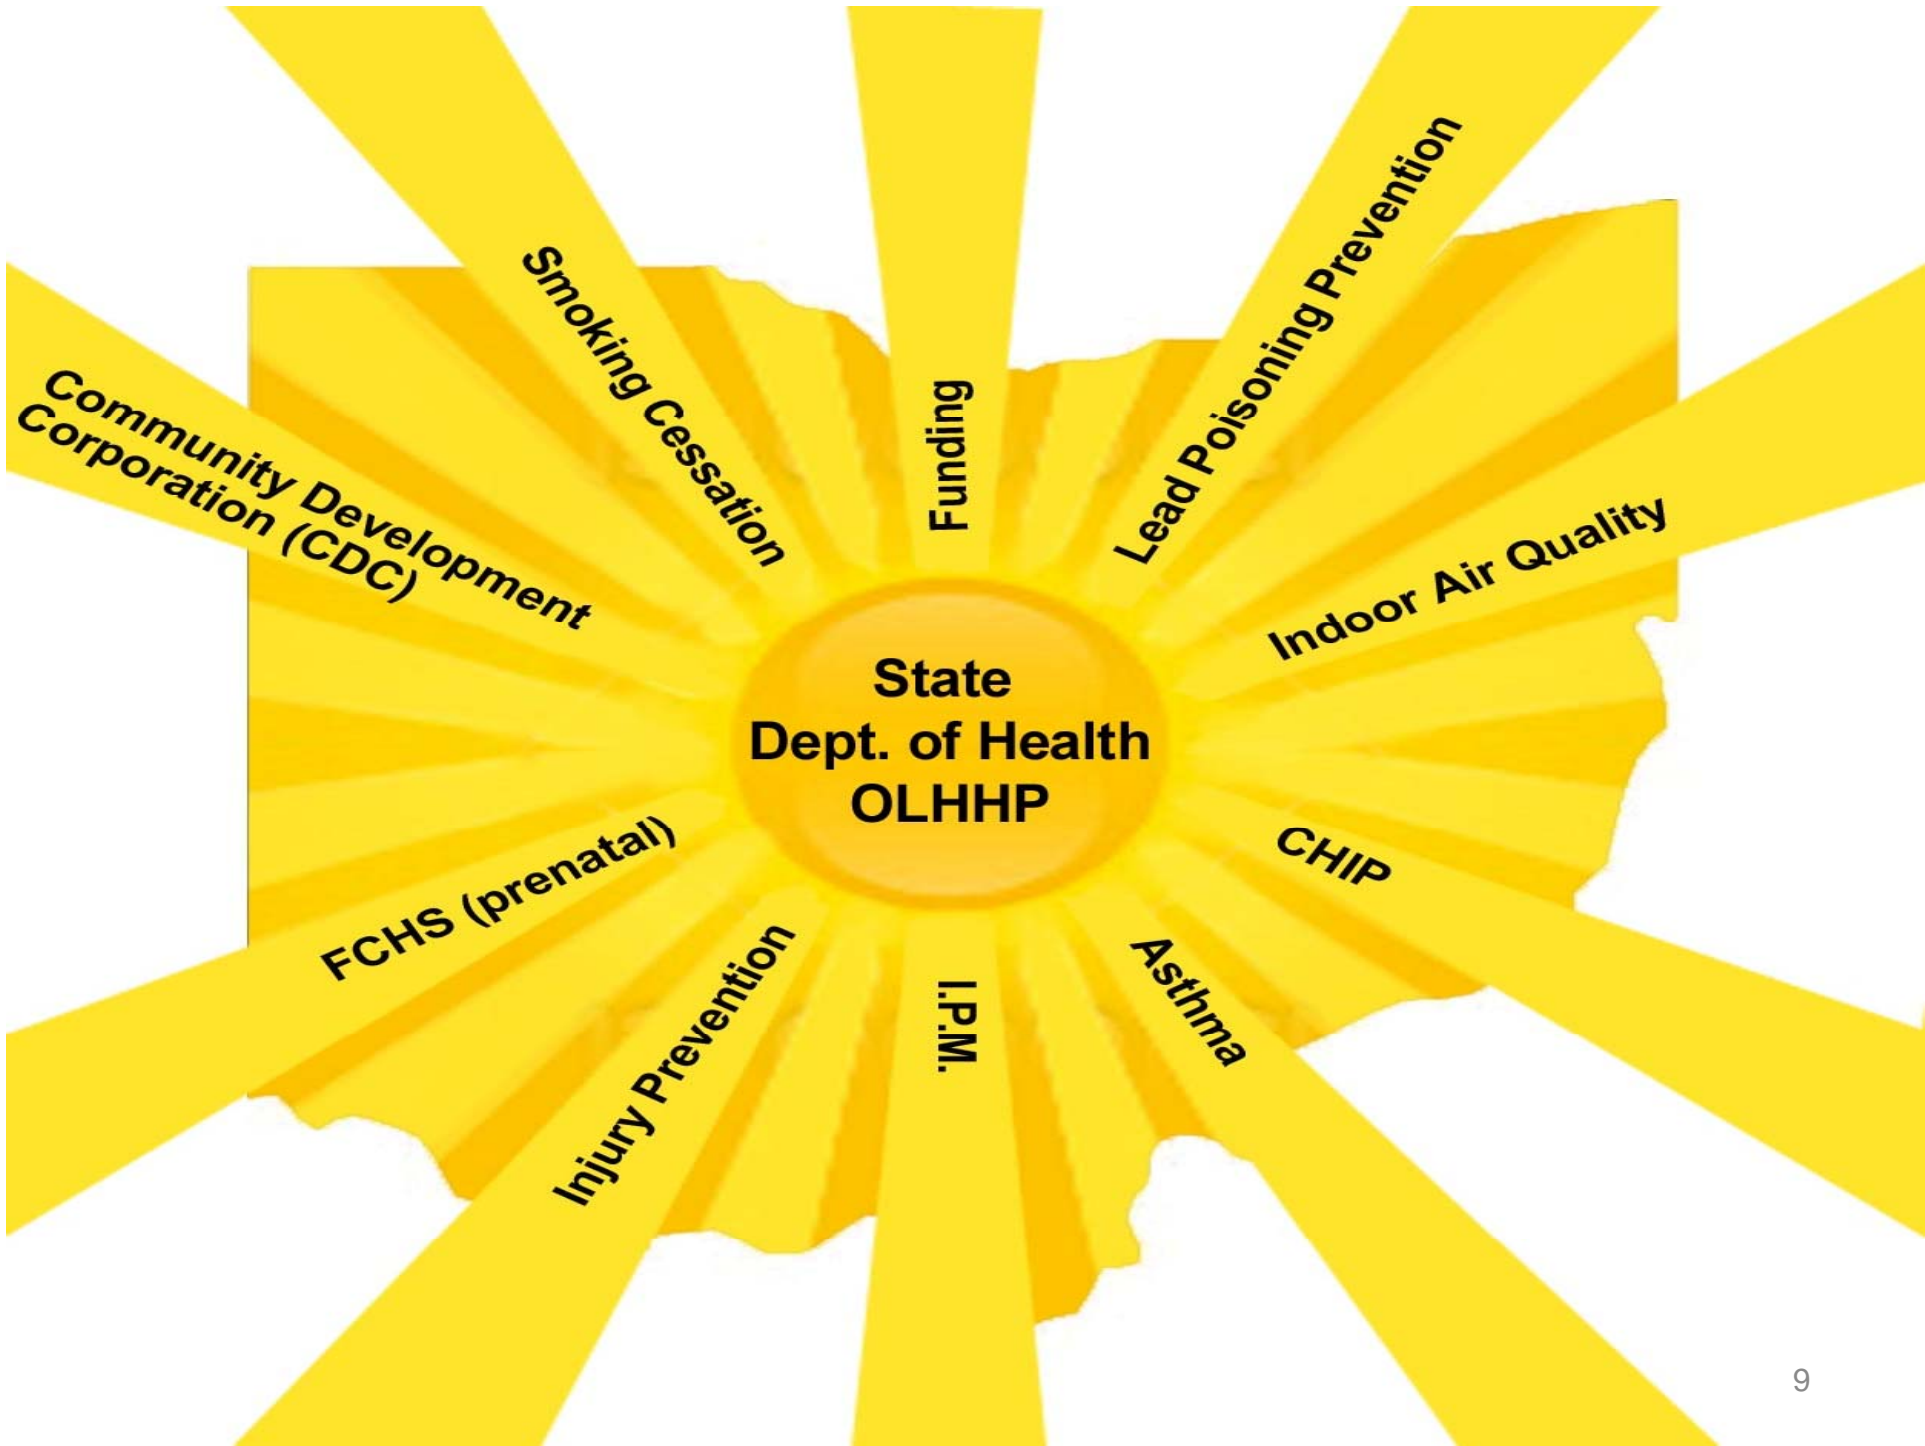 Smoking Cessation
Funding
Lead Poisoning Prevention
Community Development
Corporation (CDC)
Indoor Air Quality
State
Dept. of Health
OLHHP
FCHS (prenatal)
CHIP
Injury Prevention
I.P.M.
Asthma
9